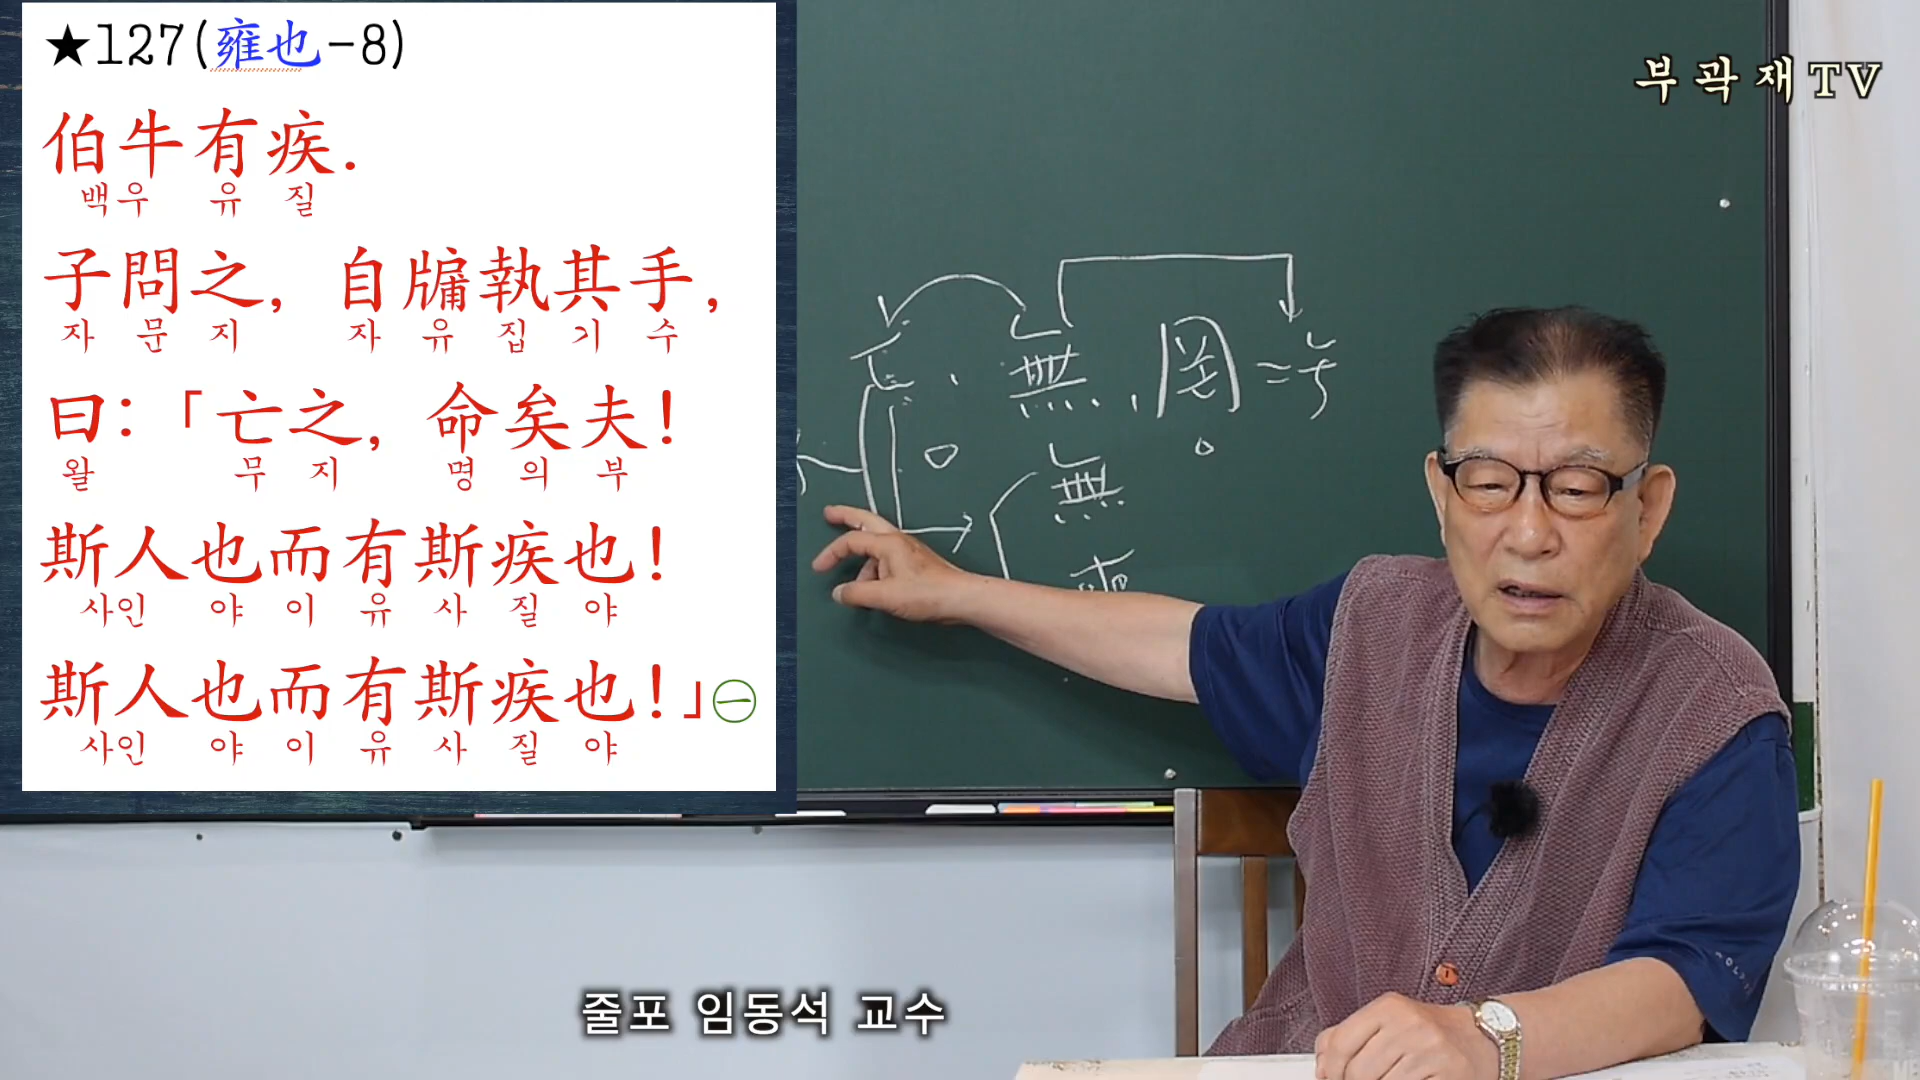 ★127(雍也-8)
伯牛有疾.
백우 유 질
子問之, 自牖執其手,
자 문 지 자 유 집 기 수
曰:「亡之, 命矣夫!
왈 무 지 명 의 부
斯人也而有斯疾也!
사인 야 이 유 사 질 야
斯人也而有斯疾也!」㊀
사인 야 이 유 사 질 야
부곽재TV
亡, 無, 罔
無
줄포 임동석 교수